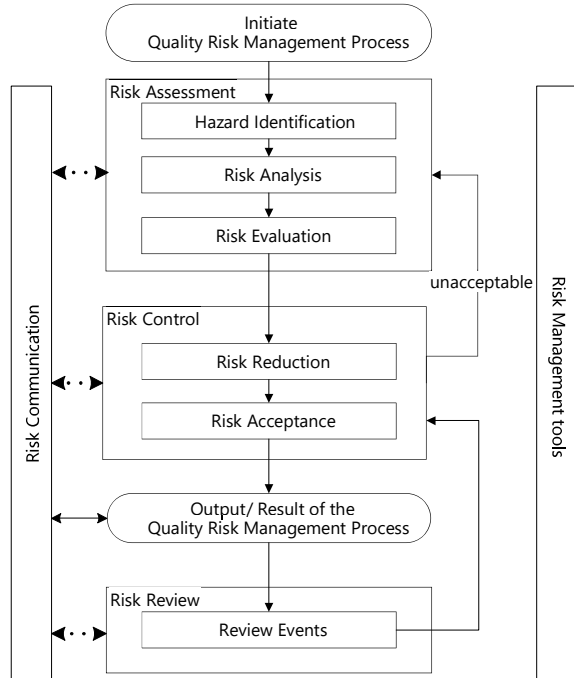 Initiate
Quality Risk Management Process
Risk Assessment
Hazard Identification
Risk Analysis
Risk Evaluation
unacceptable
Risk Control
Risk Reduction
Risk Acceptance
Output/ Result of the
Quality Risk Management Process
Risk Review
Review Events
Risk Communication
Risk Management tools